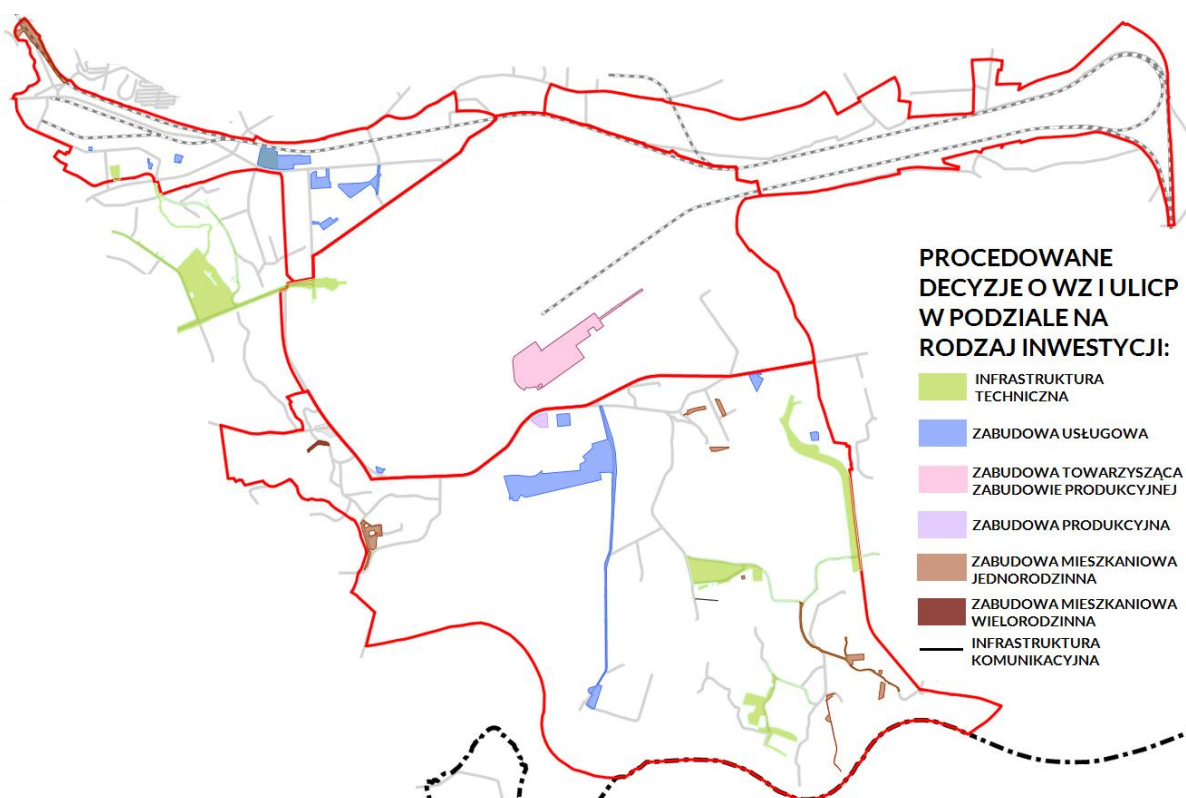 PROCEDOWANE
DECYZJE O WZ I ULICP
W PODZIALE NA
RODZAJ INWESTYCJI:
INFRASTRUKTURA
TECHNICZNA
ZABUDOWA USŁUGOWA
ZABUDOWA TOWARZYSZĄCA
ZABUDOWIE PRODUKCYJNEJ
ZABUDOWA PRODUKCYJNA
ZABUDOWA MIESZKANIOWA
JEDNORODZINNA
ZABUDOWA MIESZKANIOWA
WIELORODZINNA
INFRASTRUKTURA
KOMUNIKACYJNA